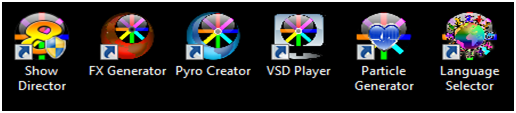 Show Director
FX Generator
Pyro Creator
VSD Player
Particle Generator
Language Selector